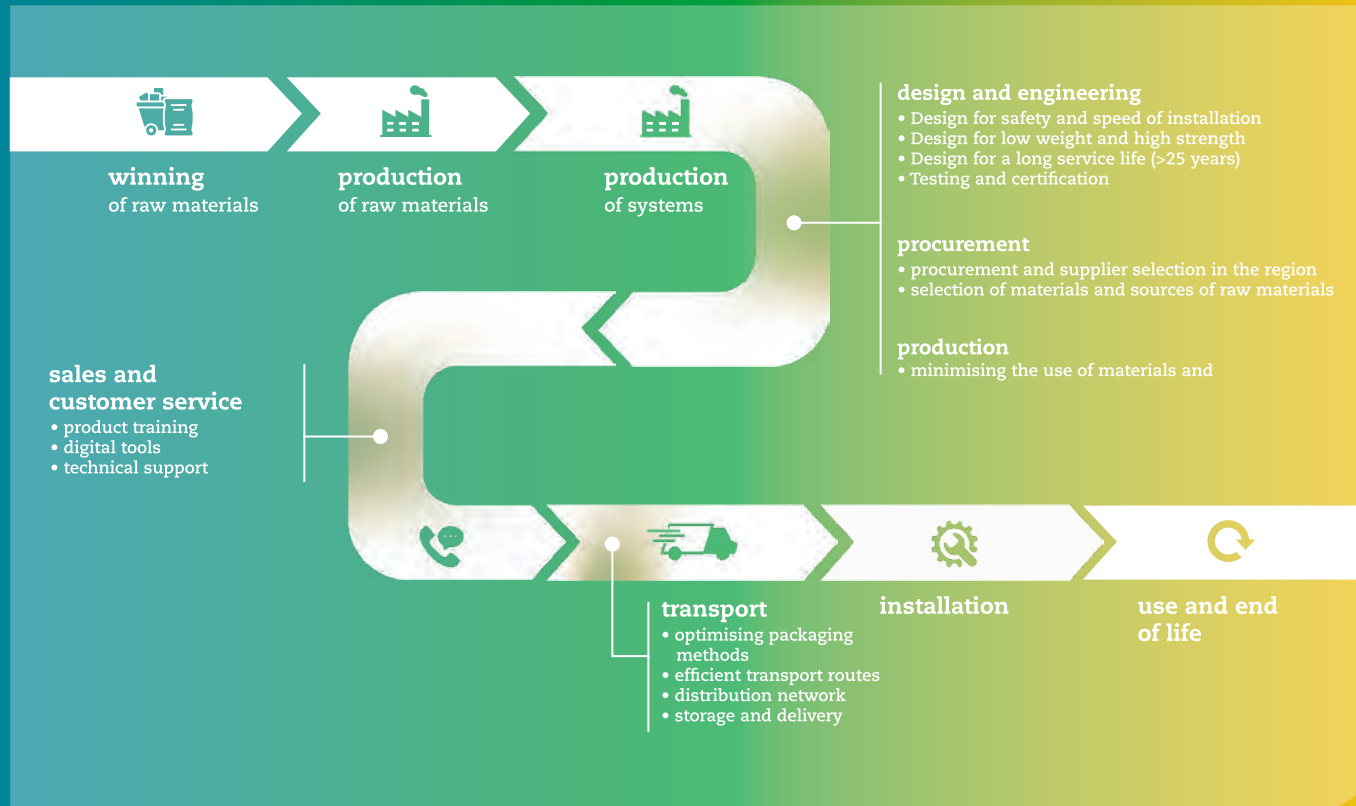 winning
of raw materials
production
of raw materials
production
of systems
design and engineering
• Design for safety and speed of installation
• Design for low weight and high strength
• Design for a long service life (>25 years)
• Testing and certification
procurement
• procurement and supplier selection in the region
• selection of materials and sources of raw materials
production
• minimising the use of materials and
sales and
customer service
• product training
• digital tools
• technical support
transport
• optimising packaging
methods
• efficient transport routes
• distribution network
• storage and delivery
installation
use and end
of life